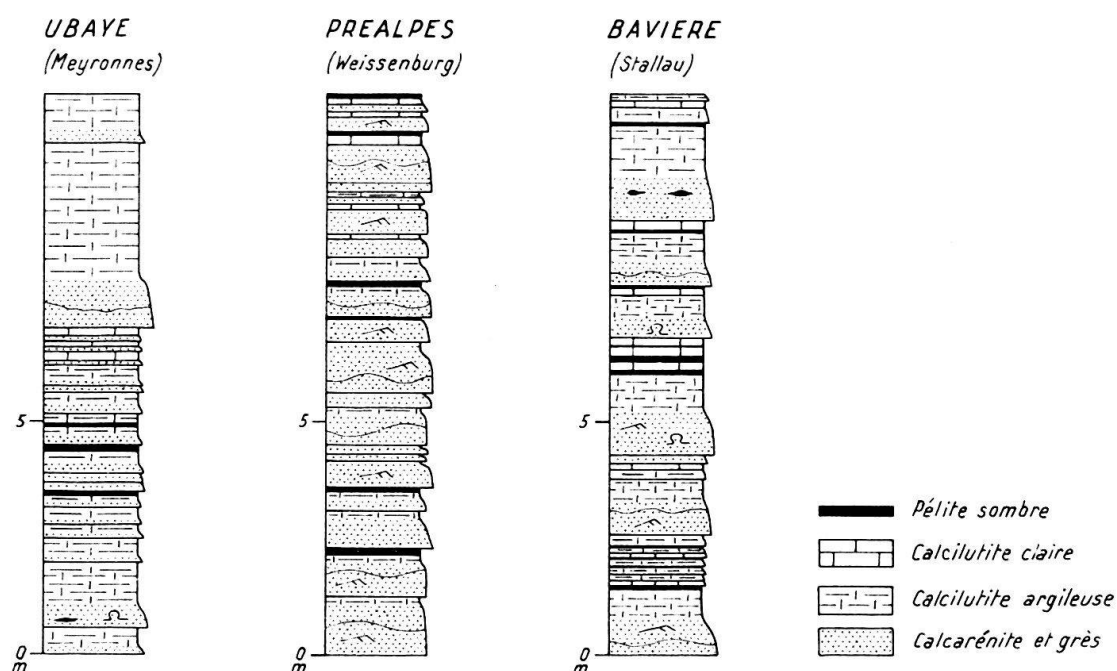 UBAYE
(Meyronnes)
PREALPES
(Weissenburg)
BAVIERE
(Stallau)
5
0
m
5
0
m
5
0
m
Pélite sombre
Calcilutite claire
Calcilutite argileuse
Calcarénite et grès